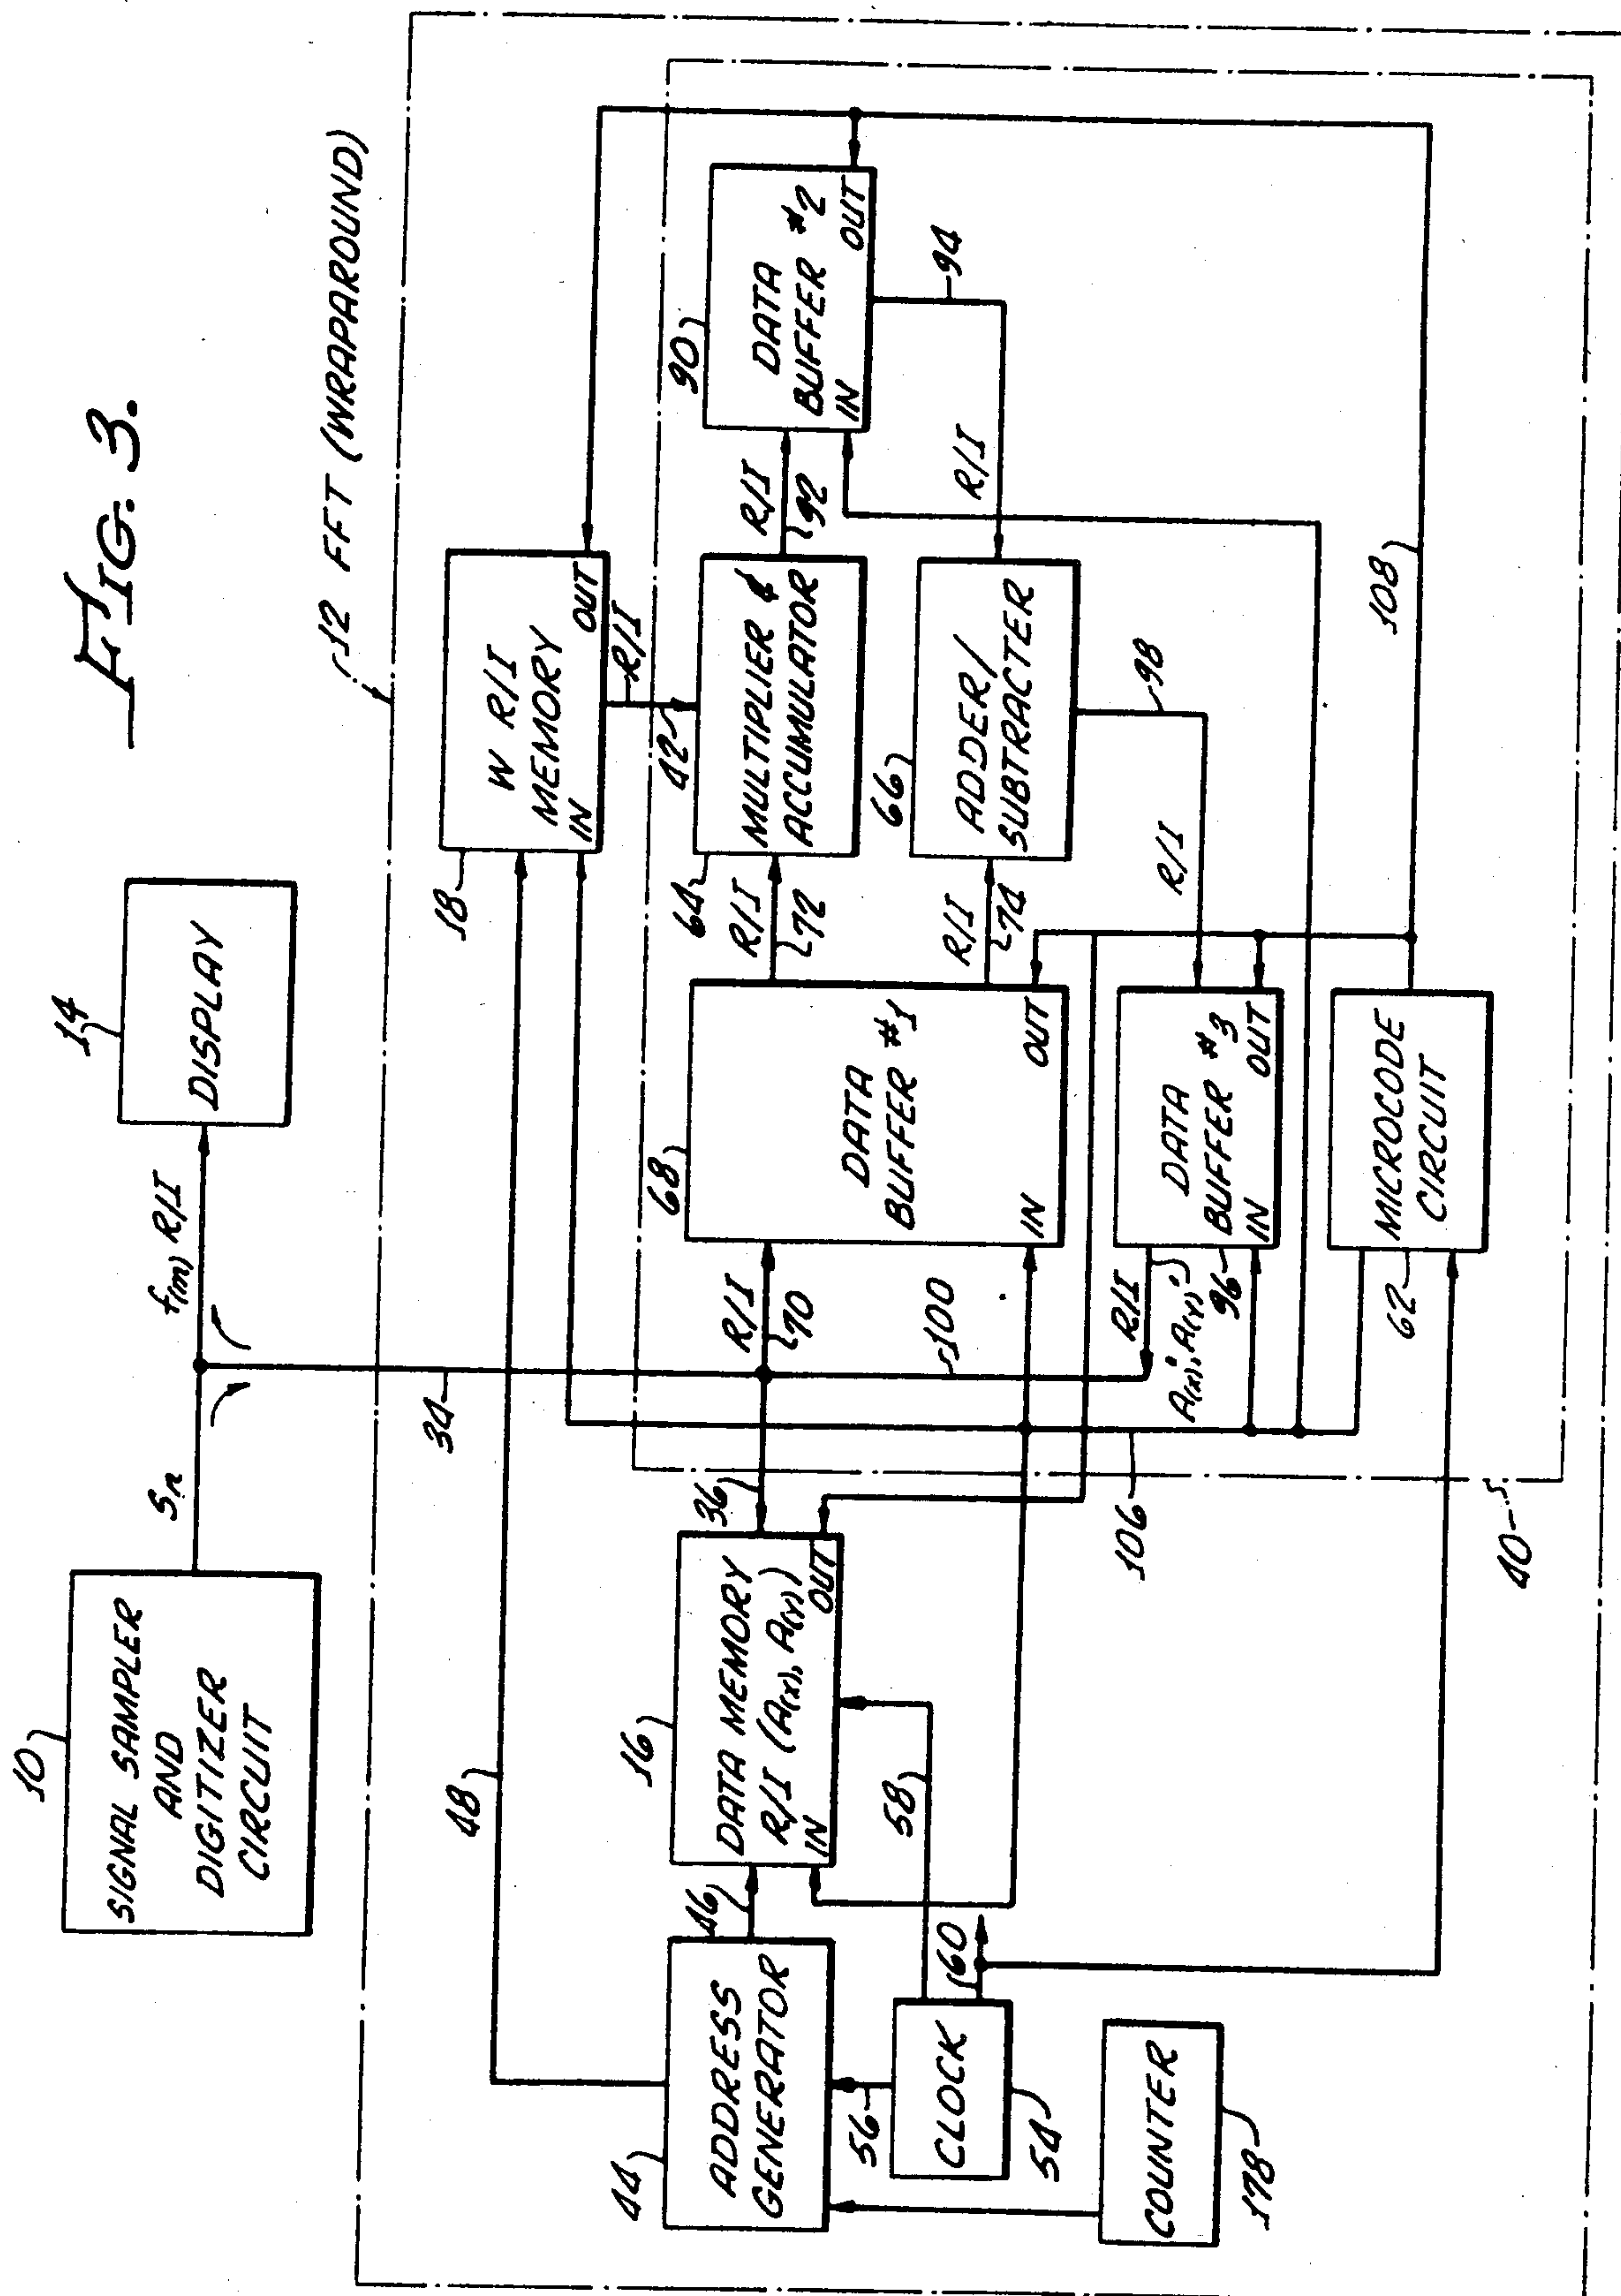 FIG. 3.
10
SIGNAL SAMPLER
AND
DIGITIZER
CIRCUIT
Sn
f(m) R/I
14
DISPLAY
12 FFT (WRAPAROUND)
34
48
18
W R/I
MEMORY
IN
OUT
R/I
42
44
ADDRESS
GENERATOR
46
16
DATA MEMORY
R/I (A(x), A(y))
IN
OUT
36
R/I
70
68
DATA
BUFFER #1
IN
OUT
R/I
72
64
MULTIPLIER &
ACCUMULATOR
R/I
92
90
DATA
BUFFER #2
IN
OUT
94
R/I
R/I
74
66
ADDER/
SUBTRACTER
98
R/I
100
R/I
A(x)', A(y)'
96
DATA
BUFFER #3
IN
OUT
56
CLOCK
54
58
60
106
62
MICROCODE
CIRCUIT
108
COUNTER
178
40